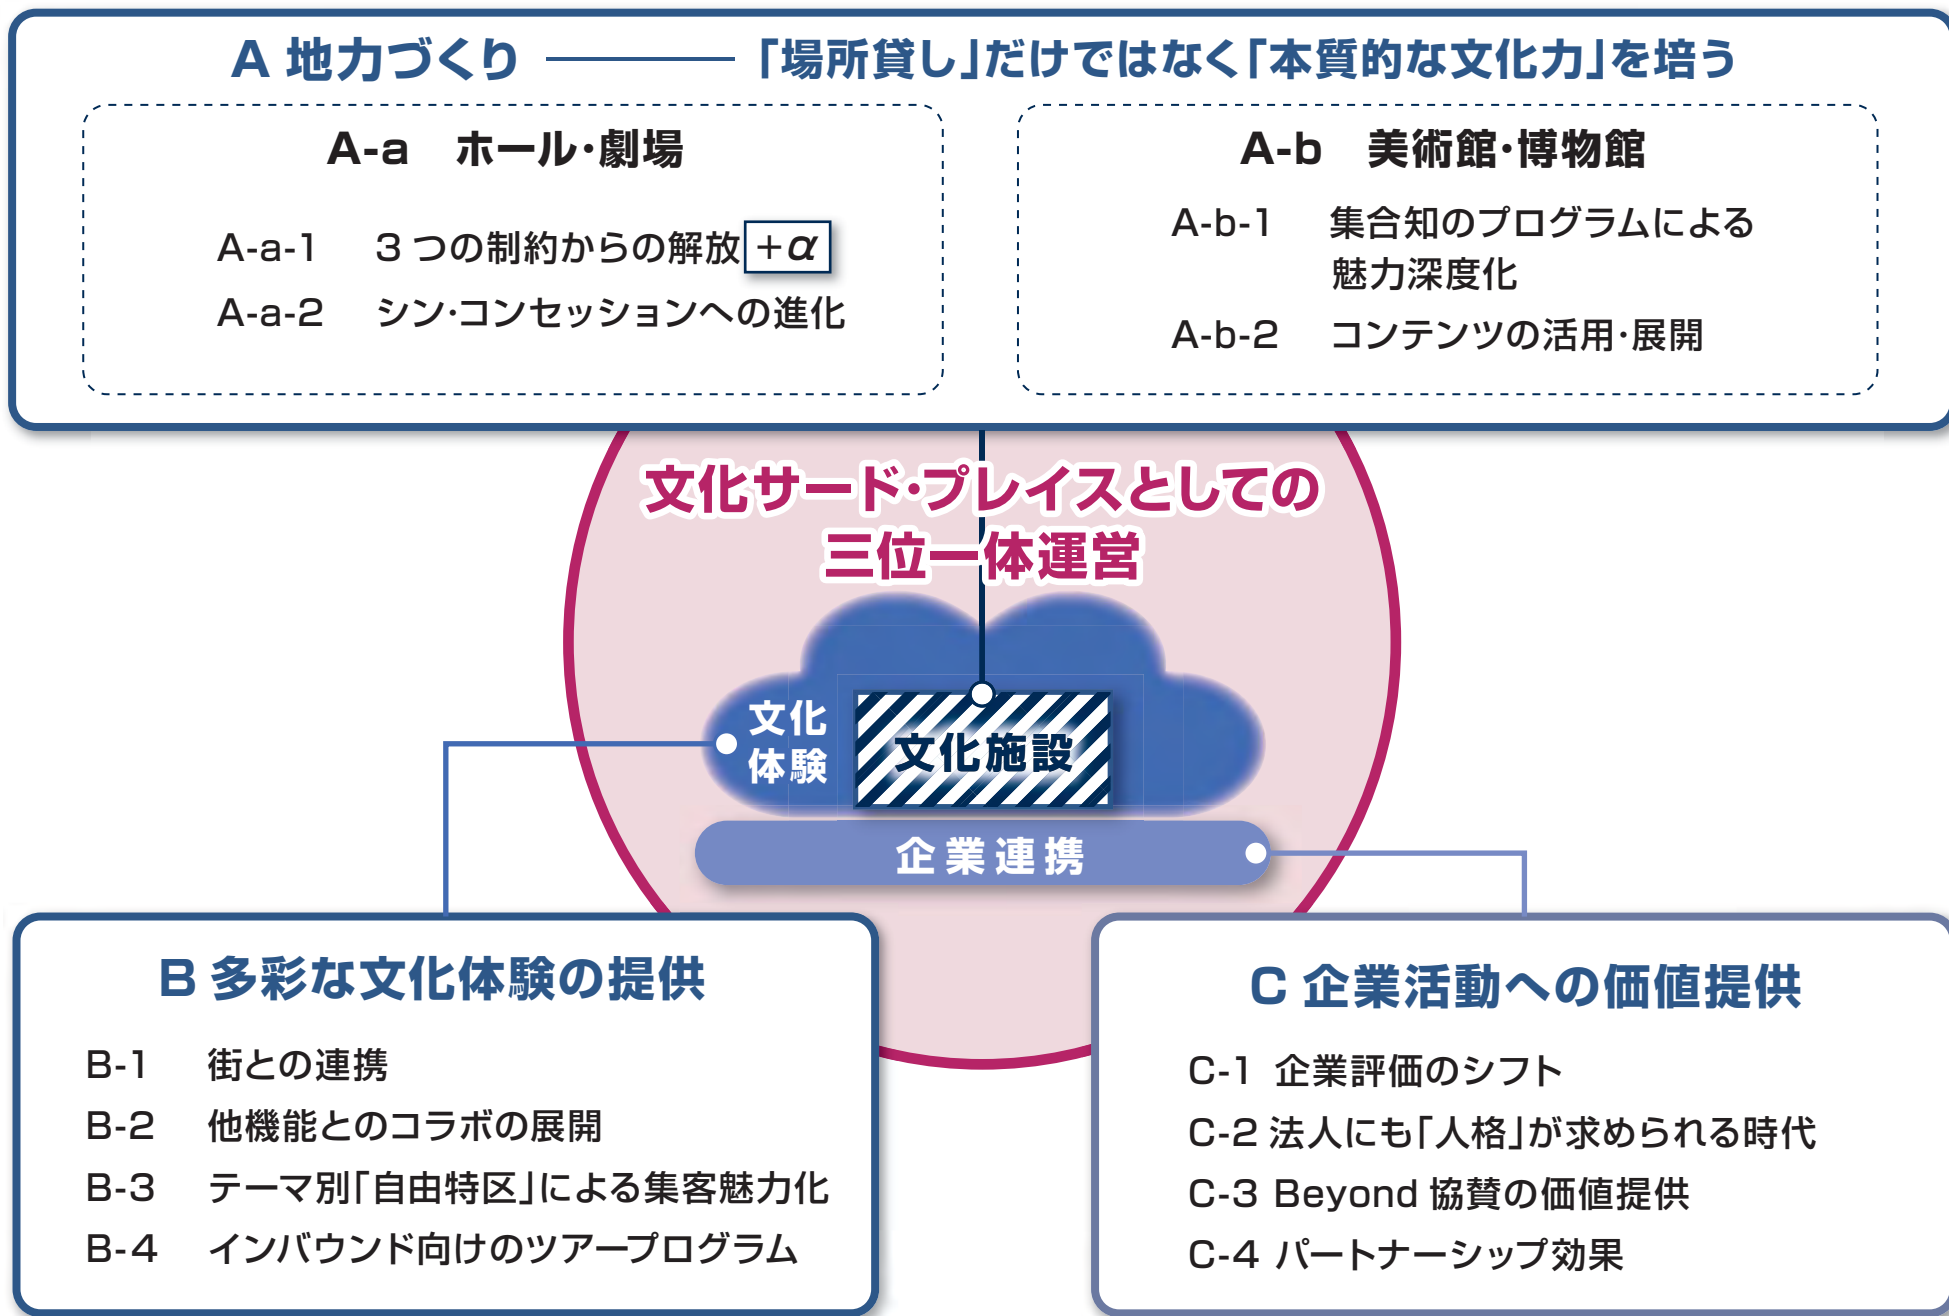 A 地力づくり 「場所貸し」だけではなく「本質的な文化力」を培う
A-a ホール・劇場
A-a-1 3つの制約からの解放 +α
A-a-2 シン・コンセッションへの進化
A-b 美術館・博物館
A-b-1 集合知のプログラムによる
魅力深度化
A-b-2 コンテンツの活用・展開
文化サード・プレイスとしての
三位一体運営
文化
体験
文化施設
企業連携
B 多彩な文化体験の提供
B-1 街との連携
B-2 他機能とのコラボの展開
B-3 テーマ別「自由特区」による集客魅力化
B-4 インバウンド向けのツアープログラム
C 企業活動への価値提供
C-1 企業評価のシフト
C-2 法人にも「人格」が求められる時代
C-3 Beyond 協賛の価値提供
C-4 パートナーシップ効果